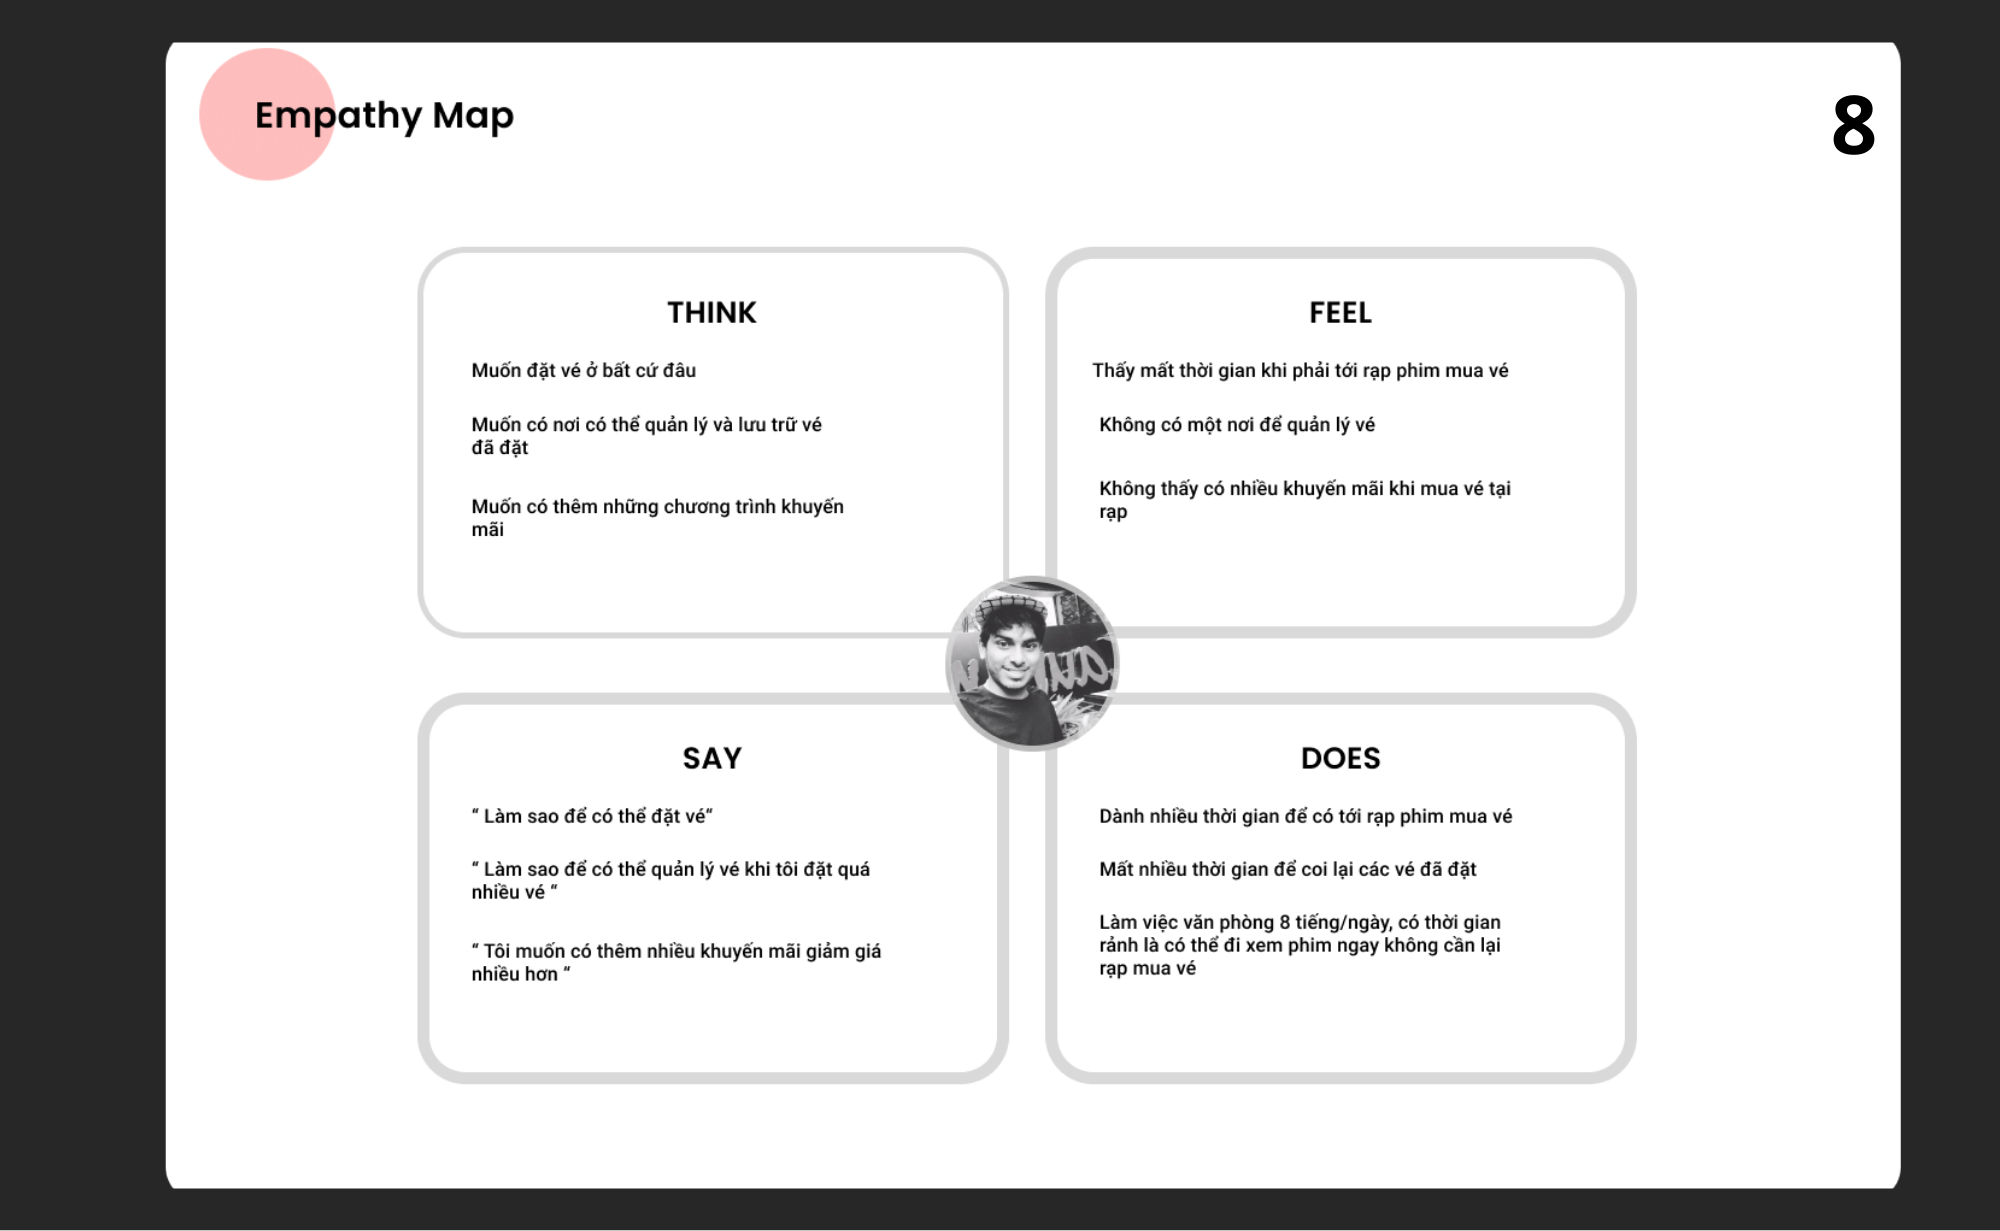 Empathy Map
8
THINK
Muốn đặt vé ở bất cứ đâu
Muốn có nơi có thể quản lý và lưu trữ vé
đã đặt
Muốn có thêm những chương trình khuyến
mãi
FEEL
Thấy mất thời gian khi phải tới rạp phim mua vé
Không có một nơi để quản lý vé
Không thấy có nhiều khuyến mãi khi mua vé tại
rạp
SAY
“ Làm sao để có thể đặt vé“
“ Làm sao để có thể quản lý vé khi tôi đặt quá
nhiều vé “
“ Tôi muốn có thêm nhiều khuyến mãi giảm giá
nhiều hơn “
DOES
Dành nhiều thời gian để có tới rạp phim mua vé
Mất nhiều thời gian để coi lại các vé đã đặt
Làm việc văn phòng 8 tiếng/ngày, có thời gian
rảnh là có thể đi xem phim ngay không cần lại
rạp mua vé